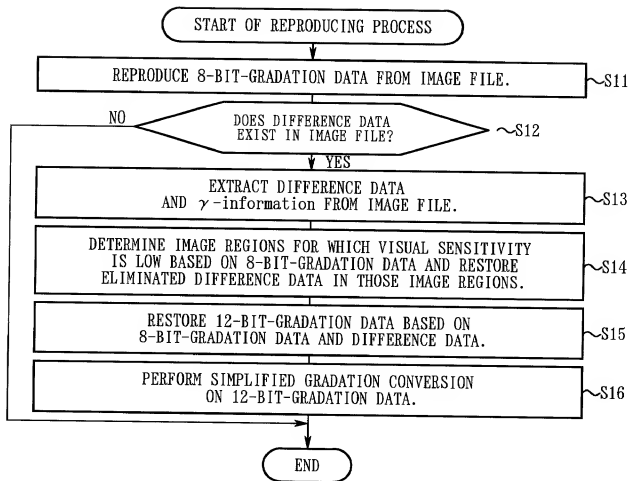 START OF REPRODUCING PROCESS
REPRODUCE 8-BIT-GRADATION DATA FROM IMAGE FILE.
S11
NO
DOES DIFFERENCE DATA
EXIST IN IMAGE FILE?
S12
YES
EXTRACT DIFFERENCE DATA
AND γ-information FROM IMAGE FILE.
S13
DETERMINE IMAGE REGIONS FOR WHICH VISUAL SENSITIVITY
IS LOW BASED ON 8-BIT-GRADATION DATA AND RESTORE
ELIMINATED DIFFERENCE DATA IN THOSE IMAGE REGIONS.
S14
RESTORE 12-BIT-GRADATION DATA BASED ON
8-BIT-GRADATION DATA AND DIFFERENCE DATA.
S15
PERFORM SIMPLIFIED GRADATION CONVERSION
ON 12-BIT-GRADATION DATA.
S16
END